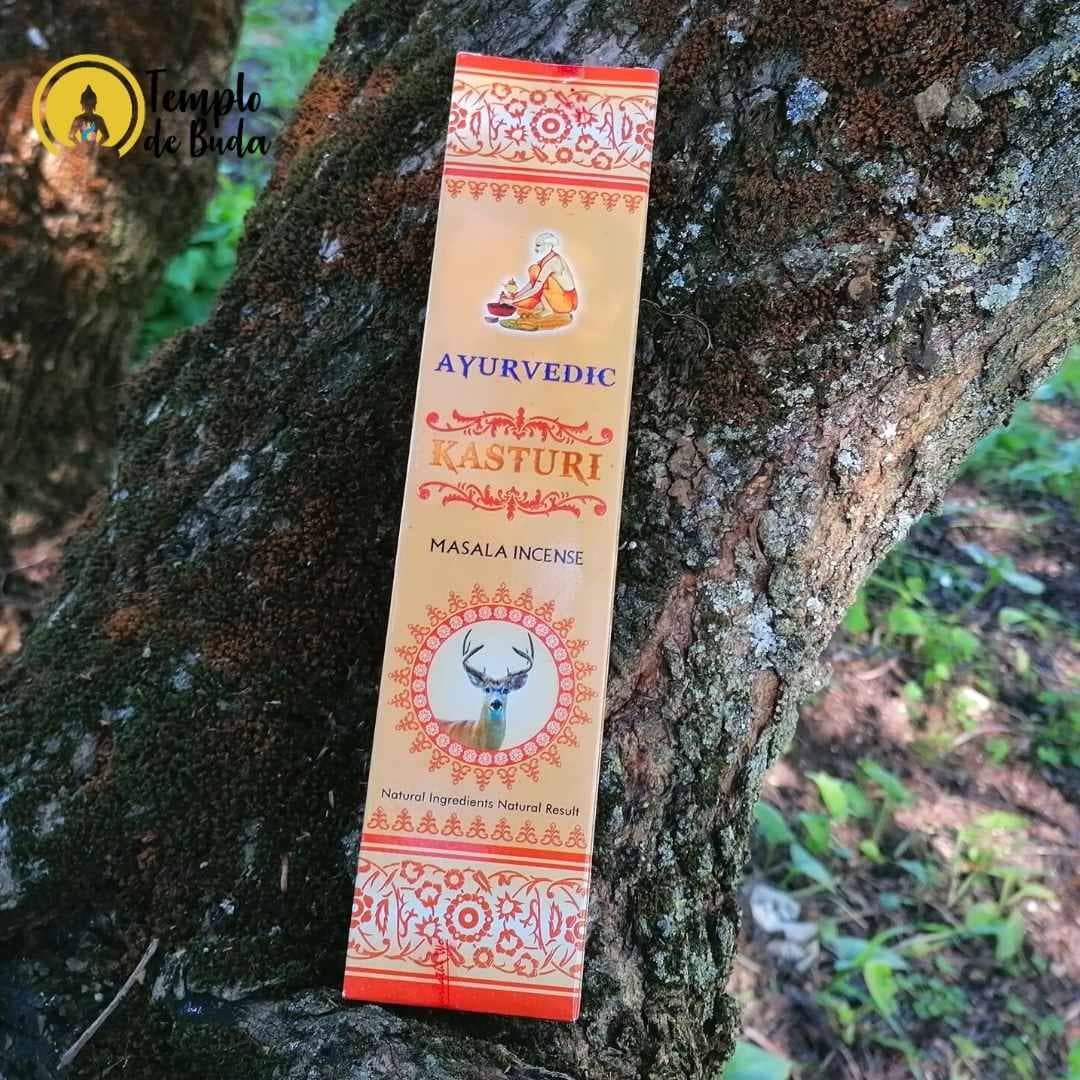 Templo
de Buda
AYURVEDIC
KASTURI
MASALA INCENSE
Natural Ingredients Natural Result